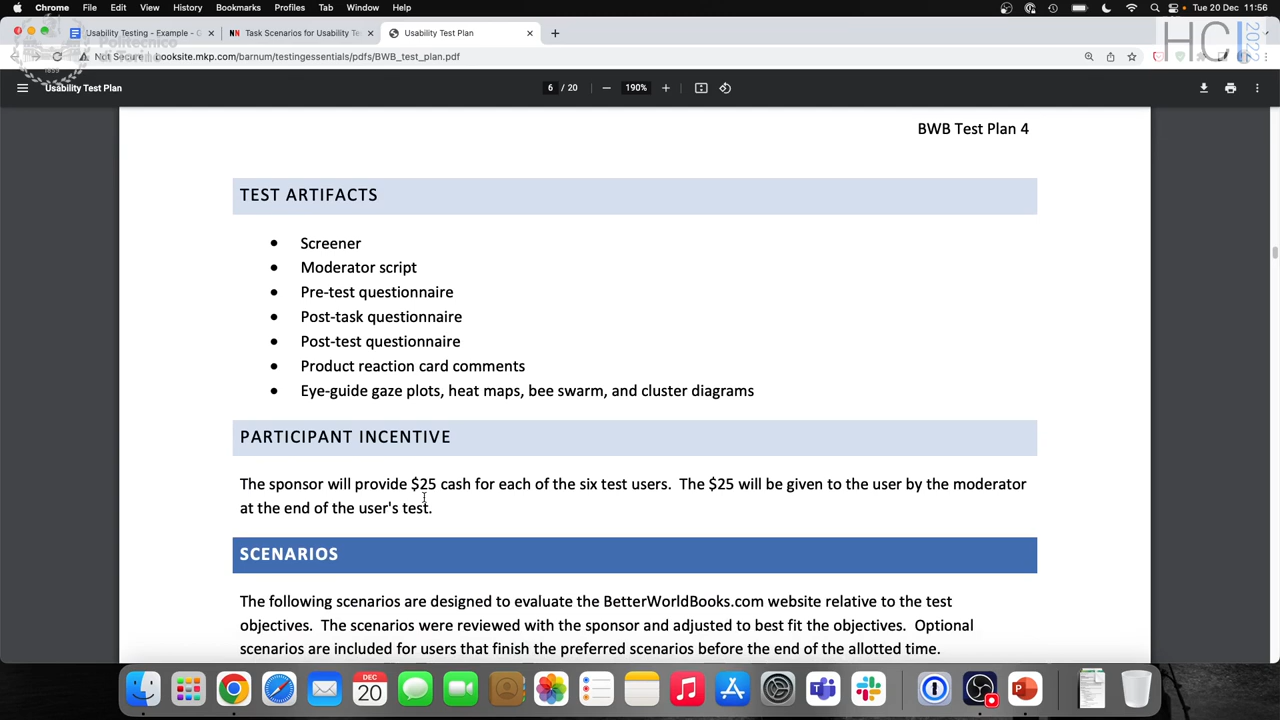 Chrome File Edit View History Bookmarks Profiles Tab Window Help
Tue 20 Dec 11:56
Usability Testing - Example - G
Task Scenarios for Usability Te
Usability Test Plan
Politecnico
Not Secure
booksite.mkp.com/barnum/testingessentials/pdfs/BWB_test_plan.pdf
1859
HCI 2022
Usability Test Plan
6 / 20
190%
BWB Test Plan 4
TEST ARTIFACTS
• Screener
• Moderator script
• Pre-test questionnaire
• Post-task questionnaire
• Post-test questionnaire
• Product reaction card comments
• Eye-guide gaze plots, heat maps, bee swarm, and cluster diagrams
PARTICIPANT INCENTIVE
The sponsor will provide $25 cash for each of the six test users. The $25 will be given to the user by the moderator
at the end of the user's test.
SCENARIOS
The following scenarios are designed to evaluate the BetterWorldBooks.com website relative to the test
objectives. The scenarios were reviewed with the sponsor and adjusted to best fit the objectives. Optional
scenarios are included for users that finish the preferred scenarios before the end of the allotted time.
DEC
20